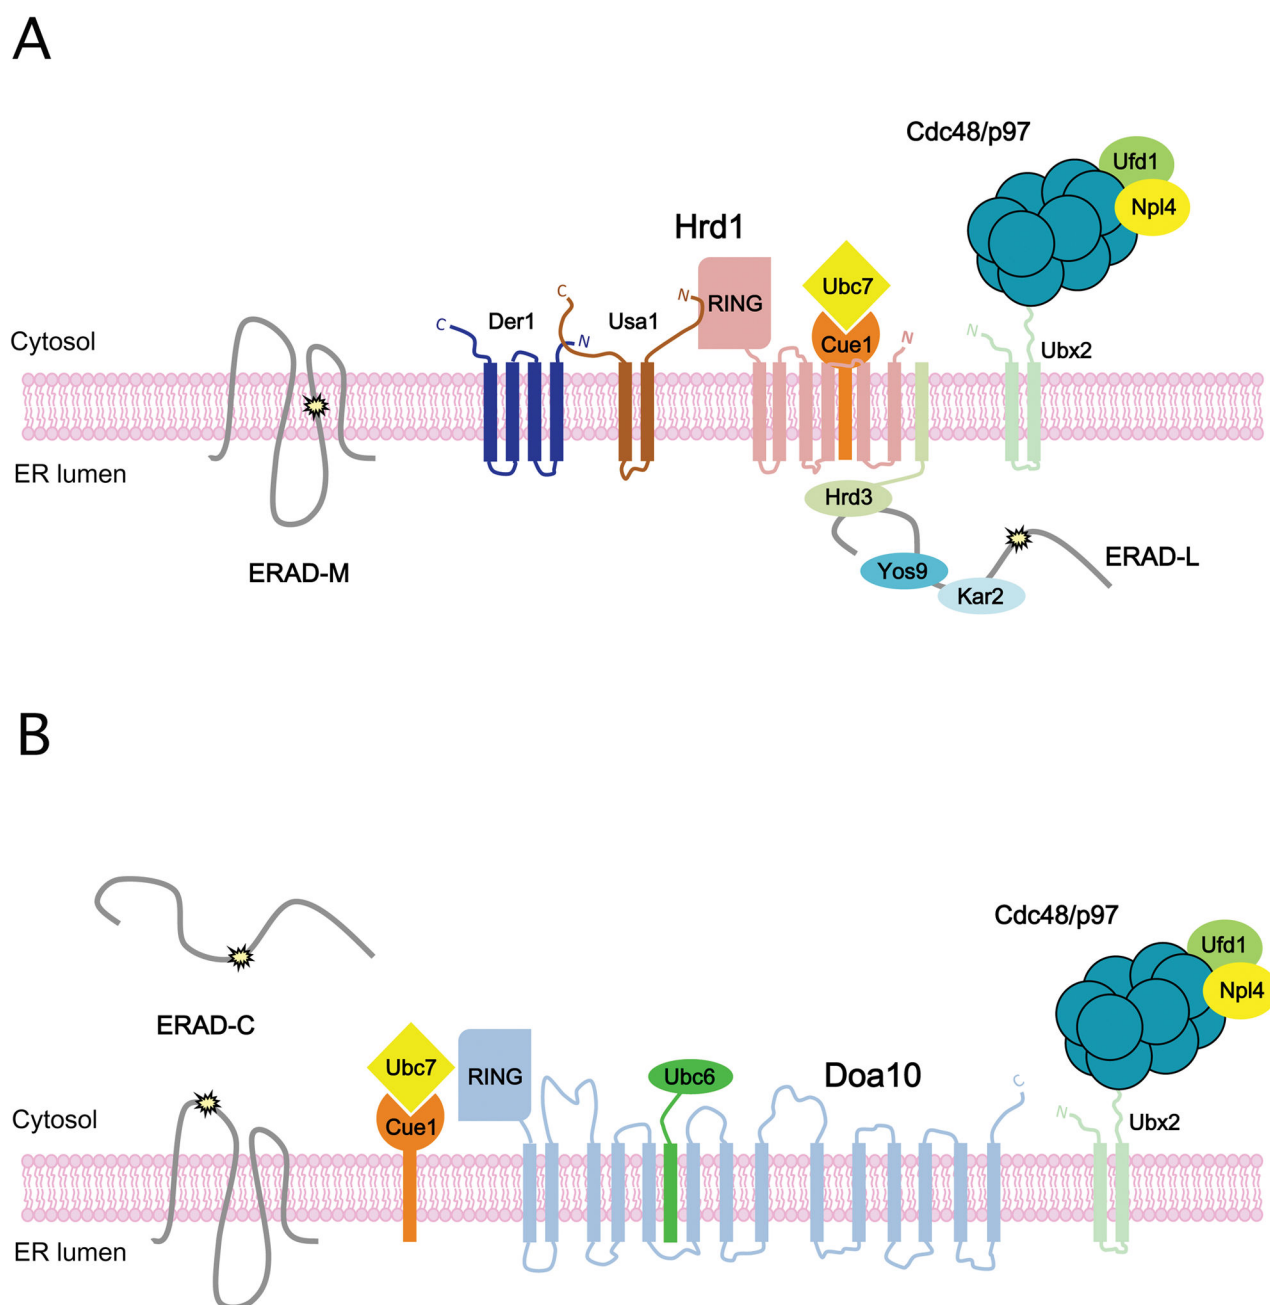 A
Cdc48/p97
Ufd1
Npl4
Hrd1
Ubc7
C
N
RING
C
Der1
Usa1
N
Cue1
N
N
Ubx2
Cytosol
ER lumen
Hrd3
ERAD-M
Yos9
Kar2
ERAD-L
B
Cdc48/p97
Ufd1
Npl4
ERAD-C
Ubc7
RING
Ubc6
Doa10
C
Cytosol
Cue1
N
Ubx2
ER lumen